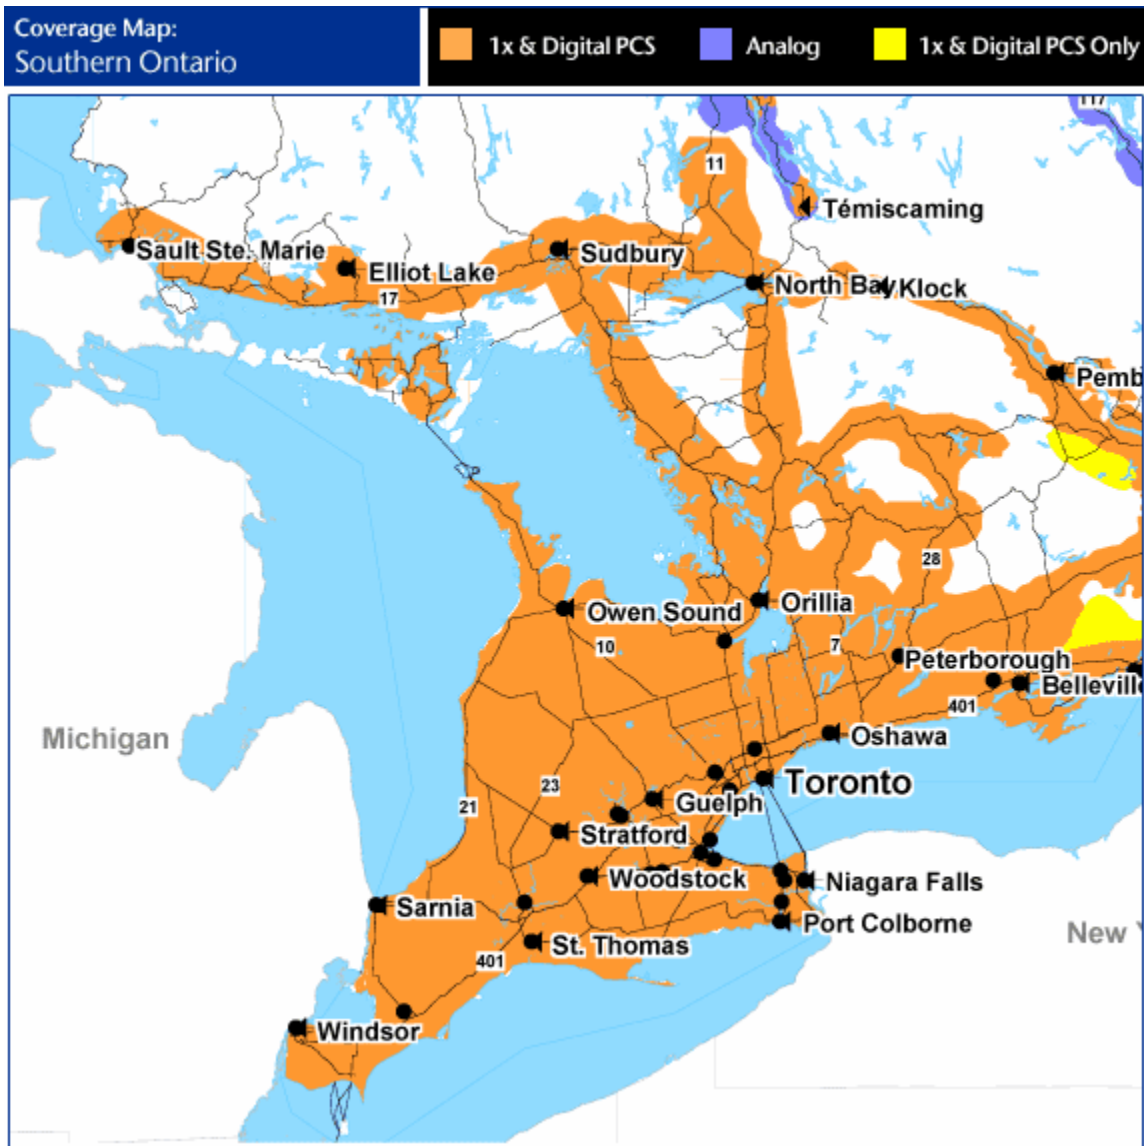 Coverage Map:
Southern Ontario
1x & Digital PCS
Analog
1x & Digital PCS Only
117
11
Témiscaming
Sault Ste. Marie
Elliot Lake
Sudbury
North Bay
Klock
17
Pemb
28
Owen Sound
Orillia
10
7
Peterborough
Belleville
401
Michigan
Oshawa
Toronto
23
21
Guelph
Stratford
Woodstock
Niagara Falls
Sarnia
Port Colborne
New Y
St. Thomas
401
Windsor